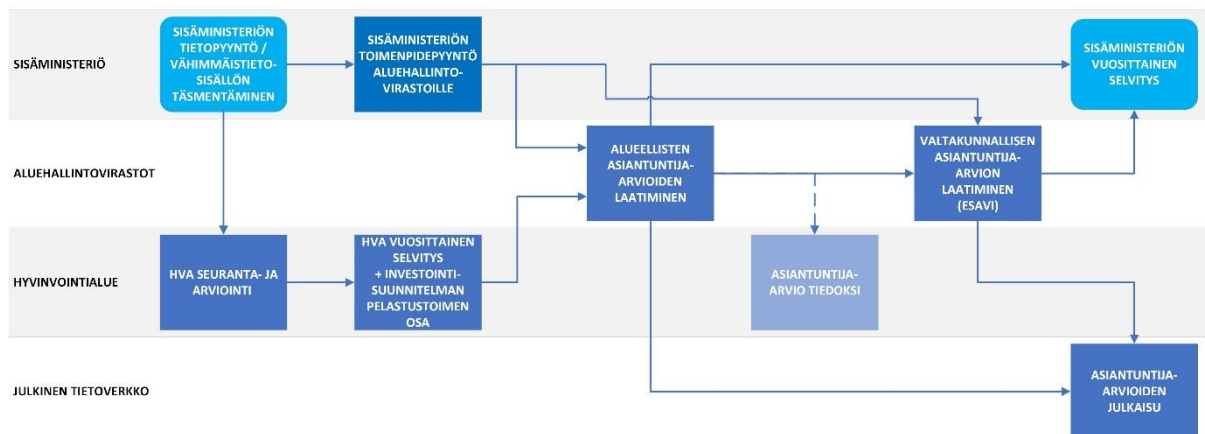 SISÄMINISTERIÖ
SISÄMINISTERIÖN
TIETOPYYNTÖ /
VÄHIMMÄISTIETO-
SISÄLLÖN
TÄSMENTÄMINEN
SISÄMINISTERIÖN
TOIMENPIDEPYYNTÖ
ALUEHALLINTO-
VIRASTOILLE
SISÄMINISTERIÖN
VUOSITTAINEN
SELVITYS
ALUEHALLINTOVIRASTOT
ALUEELLISTEN
ASIANTUNTIJA-
ARVIOIDEN
LAATIMINEN
VALTAKUNNALLISEN
ASIANTUNTIJA-
ARVION
LAATIMINEN
(ESAVI)
HYVINVOINTIALUE
HVA SEURANTA- JA
ARVIOINTI
HVA VUOSITTAINEN
SELVITYS
+ INVESTOINTI-
SUUNNITELMAN
PELASTUSTOIMEN
OSA
ASIANTUNTIJA-
ARVIO TIEDOKSI
JULKINEN TIETOVERKKO
ASIANTUNTIJA-
ARVIOIDEN
JULKAISU